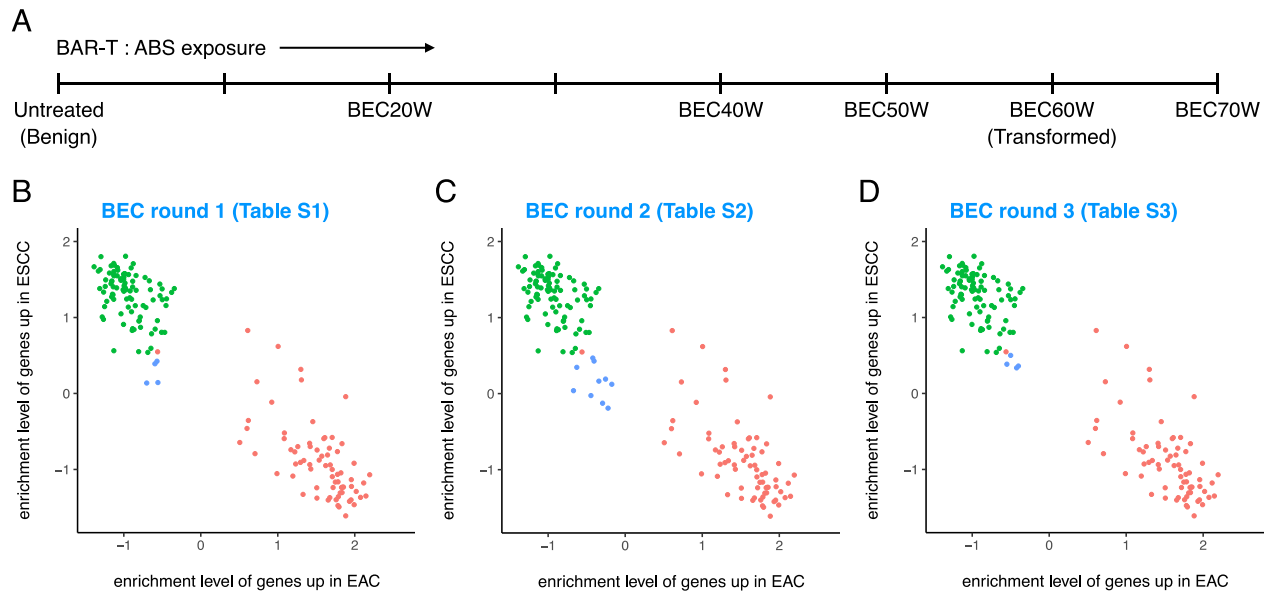 A
BAR-T : ABS exposure
Untreated
(Benign)
BEC20W
BEC40W
BEC50W
BEC60W
(Transformed)
BEC70W
B
BEC round 1 (Table S1)
enrichment level of genes up in ESCC
2
1
0
−1
−1
0
1
2
enrichment level of genes up in EAC
C
BEC round 2 (Table S2)
enrichment level of genes up in ESCC
2
1
0
−1
−1
0
1
2
enrichment level of genes up in EAC
D
BEC round 3 (Table S3)
enrichment level of genes up in ESCC
2
1
0
−1
−1
0
1
2
enrichment level of genes up in EAC